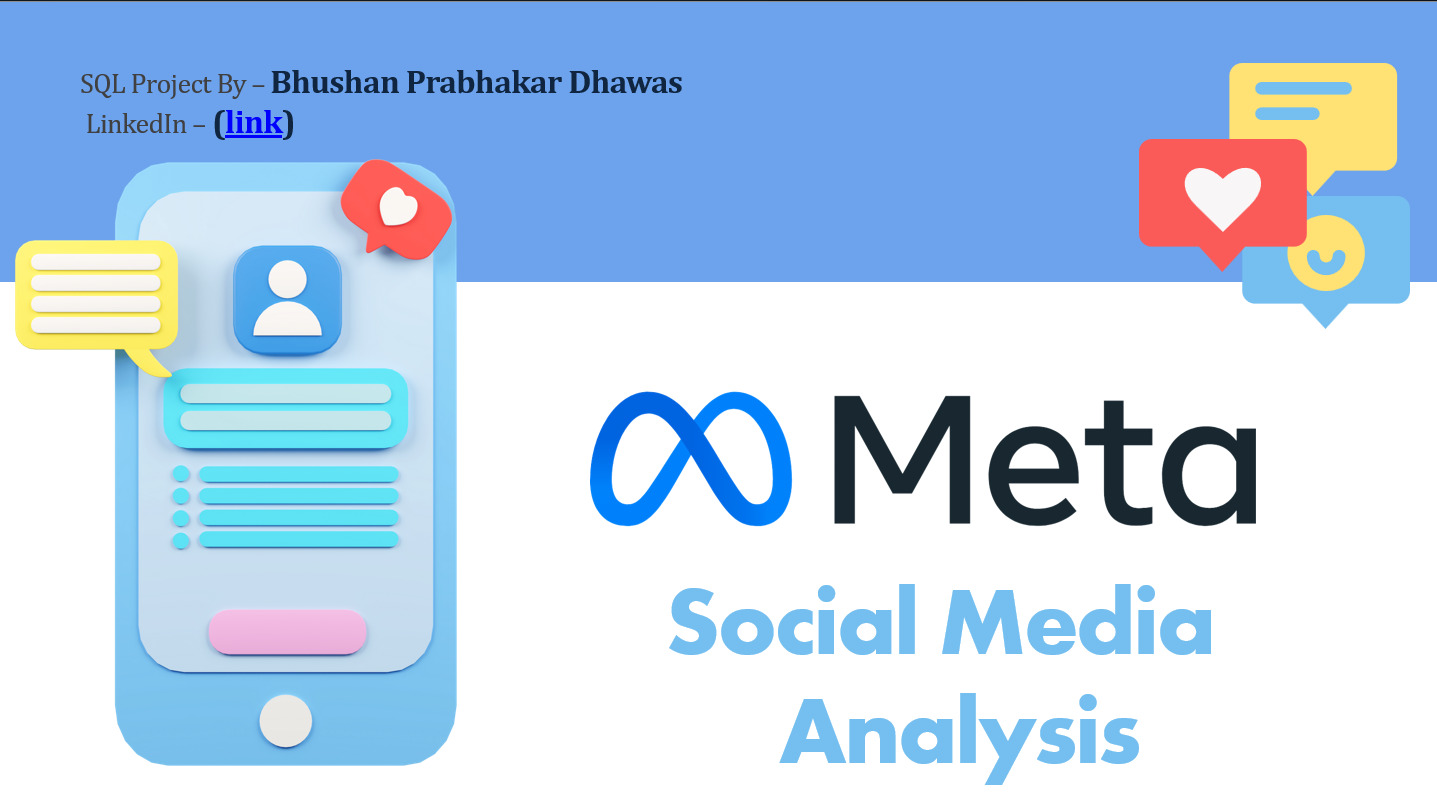 SQL Project By – Bhushan Prabhakar Dhawas
LinkedIn – (link)
Meta
Social Media
Analysis